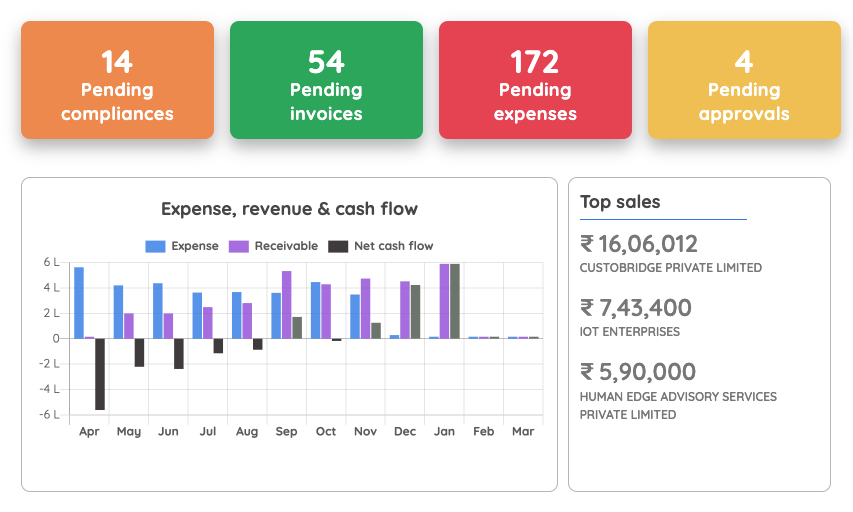 14
Pending
compliances
54
Pending
invoices
172
Pending
expenses
4
Pending
approvals
Expense, revenue & cash flow
Expense Receivable Net cash flow
6 L
4 L
2 L
0
-2 L
-4 L
-6 L
Apr May Jun Jul Aug Sep Oct Nov Dec Jan Feb Mar
Top sales
₹ 16,06,012
CUSTOBRIDGE PRIVATE LIMITED
₹ 7,43,400
IOT ENTERPRISES
₹ 5,90,000
HUMAN EDGE ADVISORY SERVICES
PRIVATE LIMITED